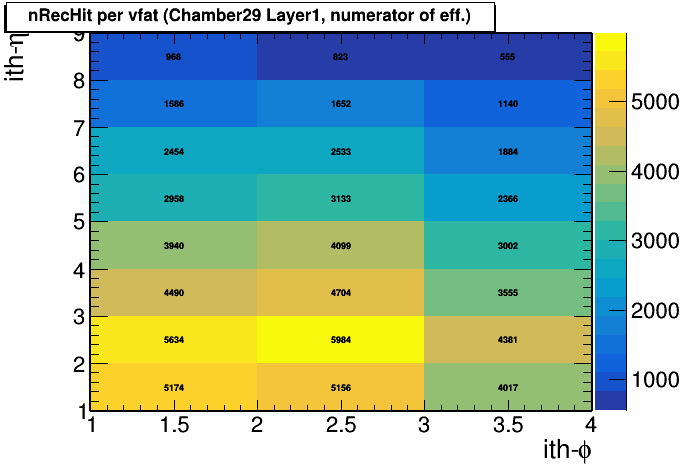 nRecHit per vfat (Chamber29 Layer1, numerator of eff.)
ith-η
9
8
7
6
5
4
3
2
1
968 823 555
1586 1652 1140
2454 2533 1884
2958 3133 2366
3940 4099 3002
4490 4704 3555
5634 5984 4381
5174 5156 4017
1 1.5 2 2.5 3 3.5 4
ith-ϕ
5000
4000
3000
2000
1000